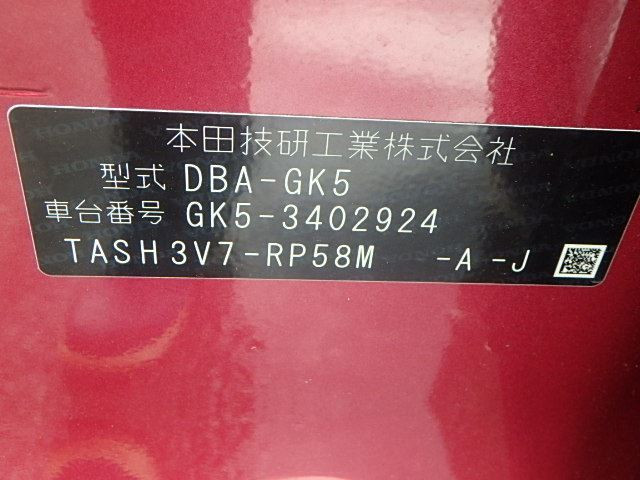 本田技研工業株式会社
型式 DBA-GK5
車台番号 GK5-3402924
TASH3V7-RP58M -A -J